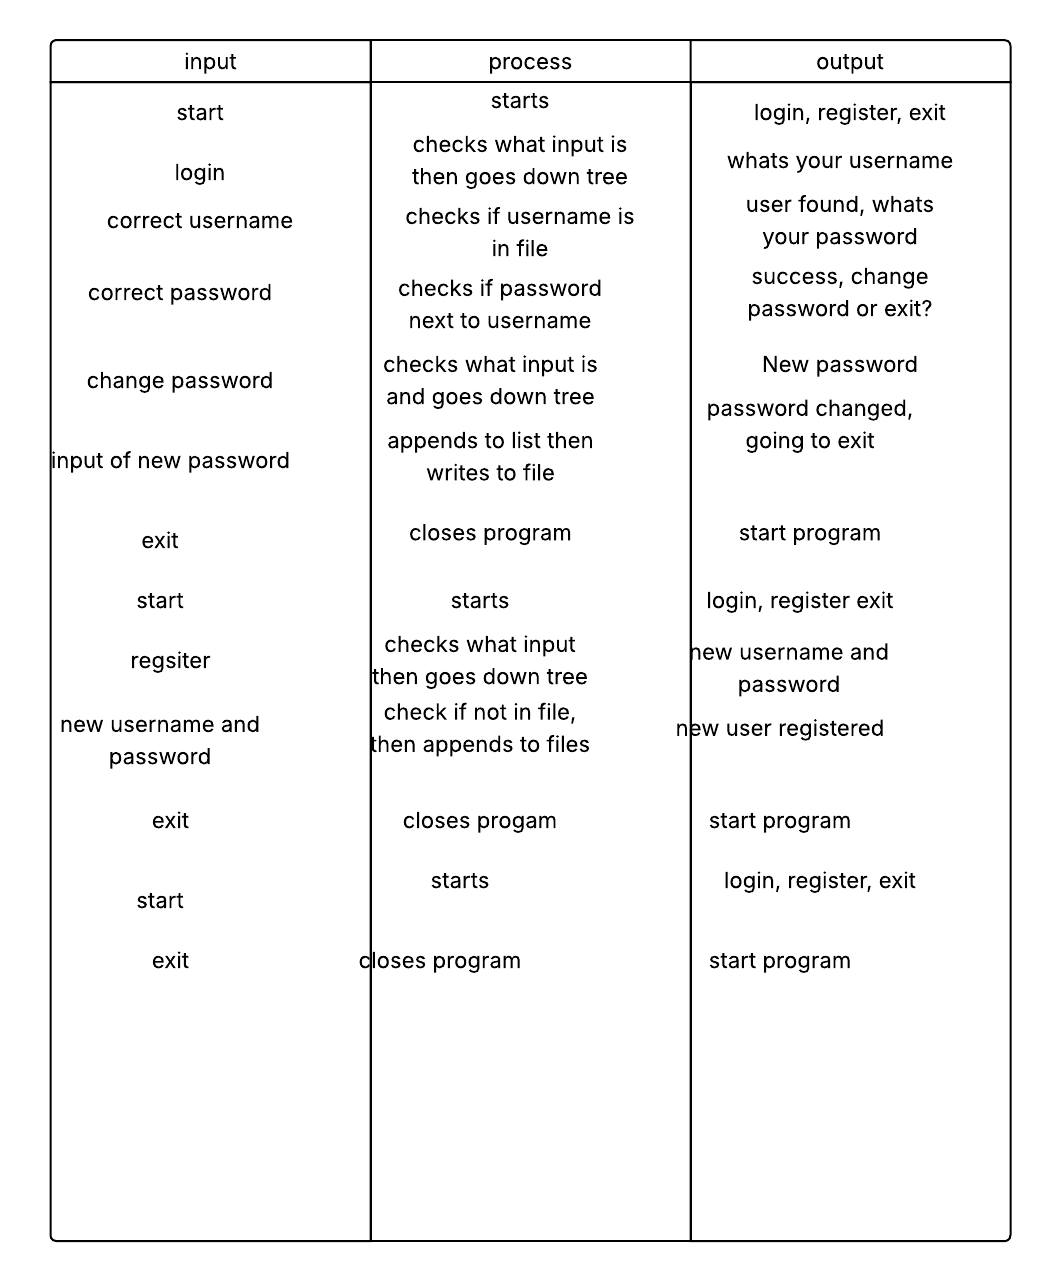 input
process
output
start
starts
login, register, exit
login
checks what input is
then goes down tree
whats your username
correct username
checks if username is
in file
user found, whats
your password
correct password
checks if password
next to username
success, change
password or exit?
change password
checks what input is
and goes down tree
New password
input of new password
appends to list then
writes to file
password changed,
going to exit
exit
closes program
start program
start
starts
login, register exit
regsiter
checks what input
then goes down tree
new username and
password
new username and
password
check if not in file,
then appends to files
new user registered
exit
closes progam
start program
start
starts
login, register, exit
exit
closes program
start program